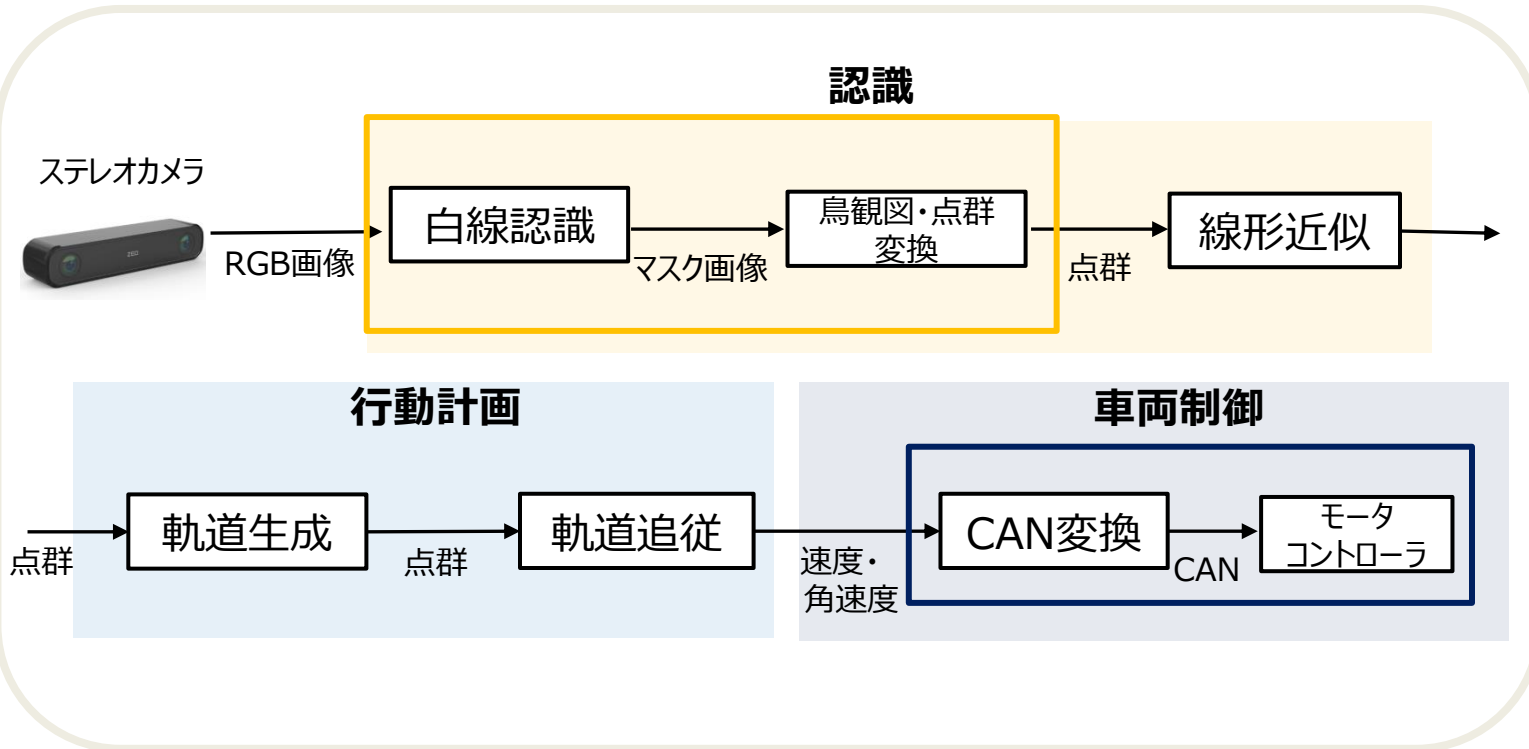 認識
ステレオカメラ
ZED
RGB画像
白線認識
マスク画像
鳥観図・点群
変換
点群
線形近似
行動計画
点群
軌道生成
点群
軌道追従
車両制御
速度・
角速度
CAN変換
CAN
モータ
コントローラ